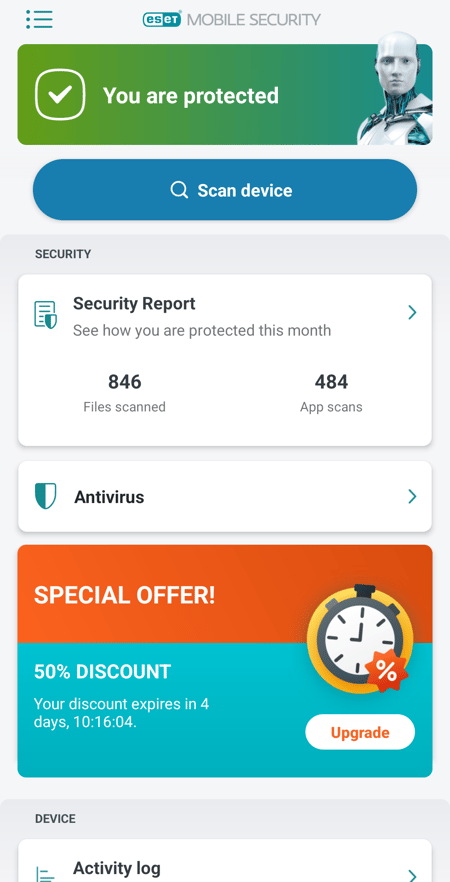 eset MOBILE SECURITY
You are protected
Scan device
SECURITY
Security Report
See how you are protected this month
846
484
Files scanned
App scans
Antivirus
SPECIAL OFFER!
50% DISCOUNT
Your discount expires in 4
days, 10:16:04.
%
Upgrade
DEVICE
Activity log